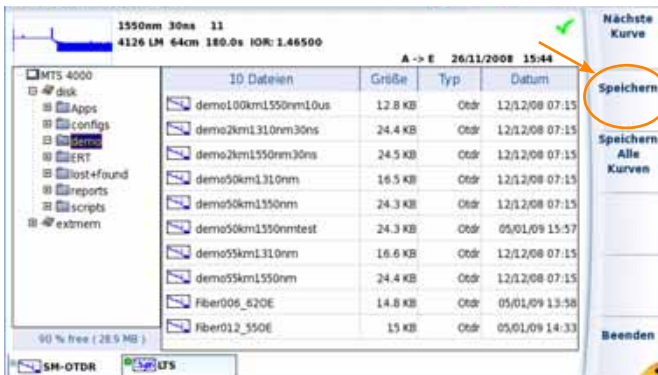 1550nm 30ns 11
4126 LM 64cm 180.0s IOR: 1.46500
A -> E 26/11/2008 15:44
MTS 4000
disk
Apps
configs
demo
ERT
lost+found
reports
scripts
extmem
90 % free ( 28.9 MB )
10 Dateien Größe Typ Datum
demo100km1550nm10us 12.8 KB Otdr 12/12/08 07:15
demo2km1310nm30ns 24.4 KB Otdr 12/12/08 07:15
demo2km1550nm30ns 24.5 KB Otdr 12/12/08 07:15
demo50km1310nm 16.5 KB Otdr 12/12/08 07:15
demo50km1550nm 24.3 KB Otdr 12/12/08 07:15
demo50km1550nmtest 24.3 KB Otdr 05/01/09 15:57
demo55km1310nm 16.6 KB Otdr 12/12/08 07:15
demo55km1550nm 24.4 KB Otdr 12/12/08 07:15
Fiber006_620E 14.8 KB Otdr 05/01/09 13:58
Fiber012_550E 15 KB Otdr 05/01/09 14:33
Nächste
Kurve
Speichern
Speichern
Alle
Kurven
Beenden
SM-OTDR LTS